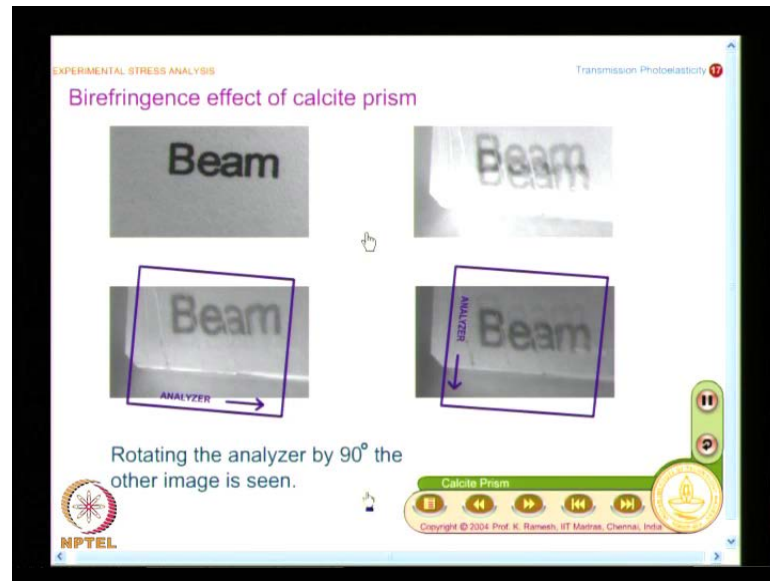 EXPERIMENTAL STRESS ANALYSIS
Transmission Photoelasticity 17
Birefringence effect of calcite prism
Beam
Beam
Beam
Beam
ANALYZER
Beam
ANALYZER
Rotating the analyzer by 90° the
other image is seen.
Calcite Prism
Copyright © 2004 Prof. K. Ramesh, IIT Madras, Chennai, India
NPTEL